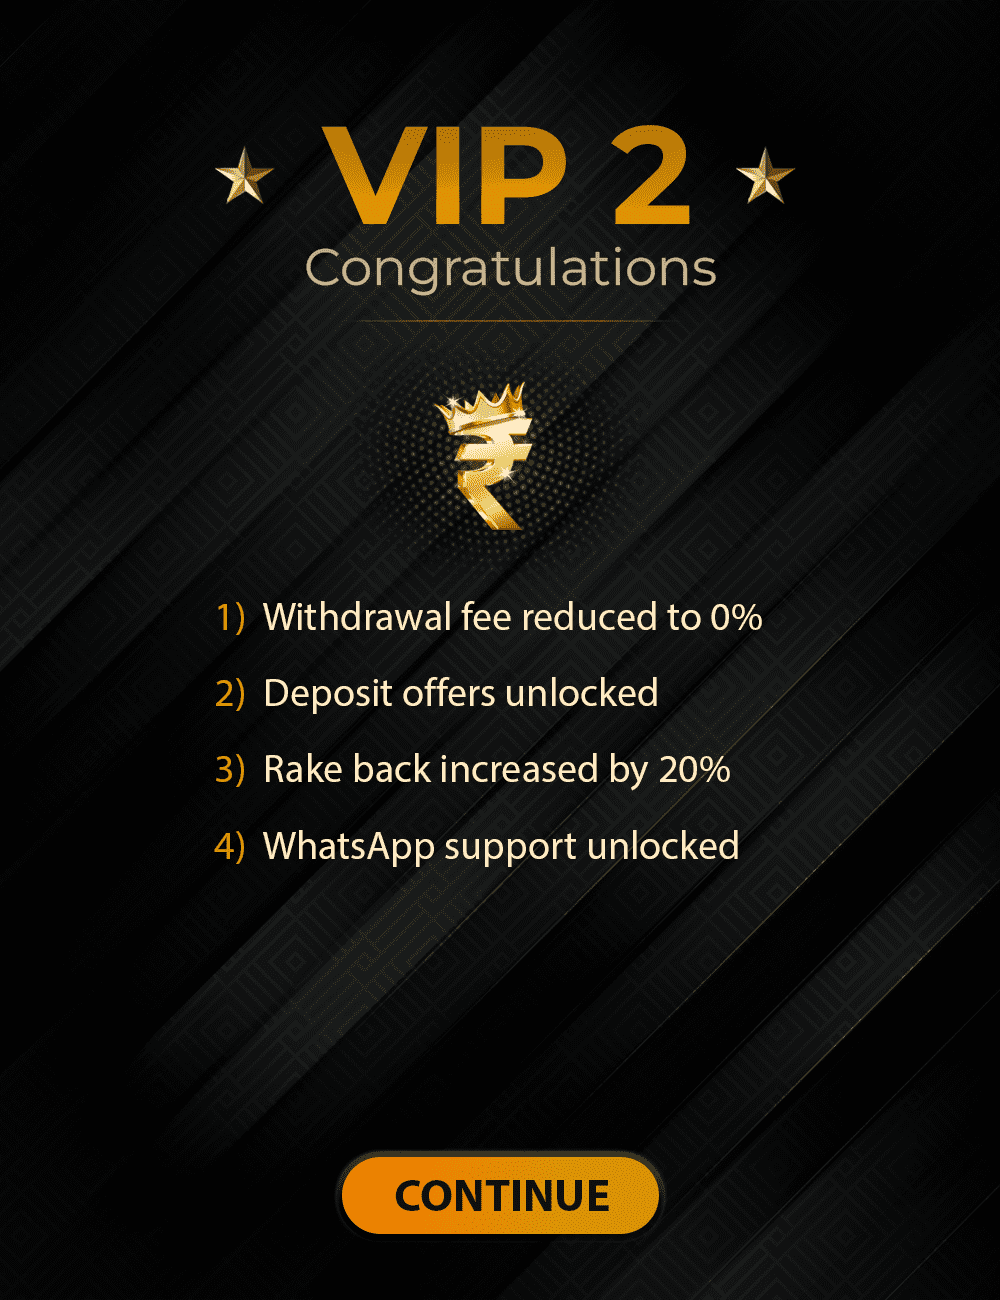 VIP 2
Congratulations
₹
1) Withdrawal fee reduced to 0%
2) Deposit offers unlocked
3) Rake back increased by 20%
4) WhatsApp support unlocked
CONTINUE